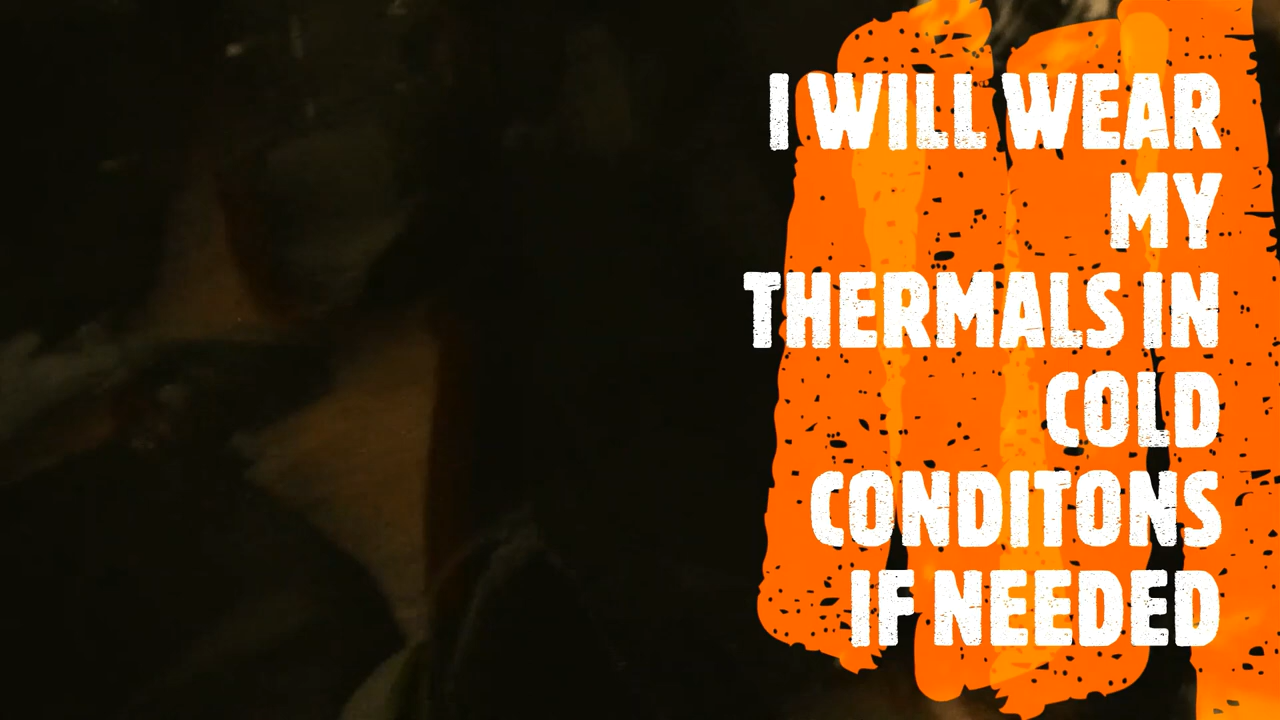 I WILL WEAR
MY
THERMALS IN
COLD
CONDITONS
IF NEEDED